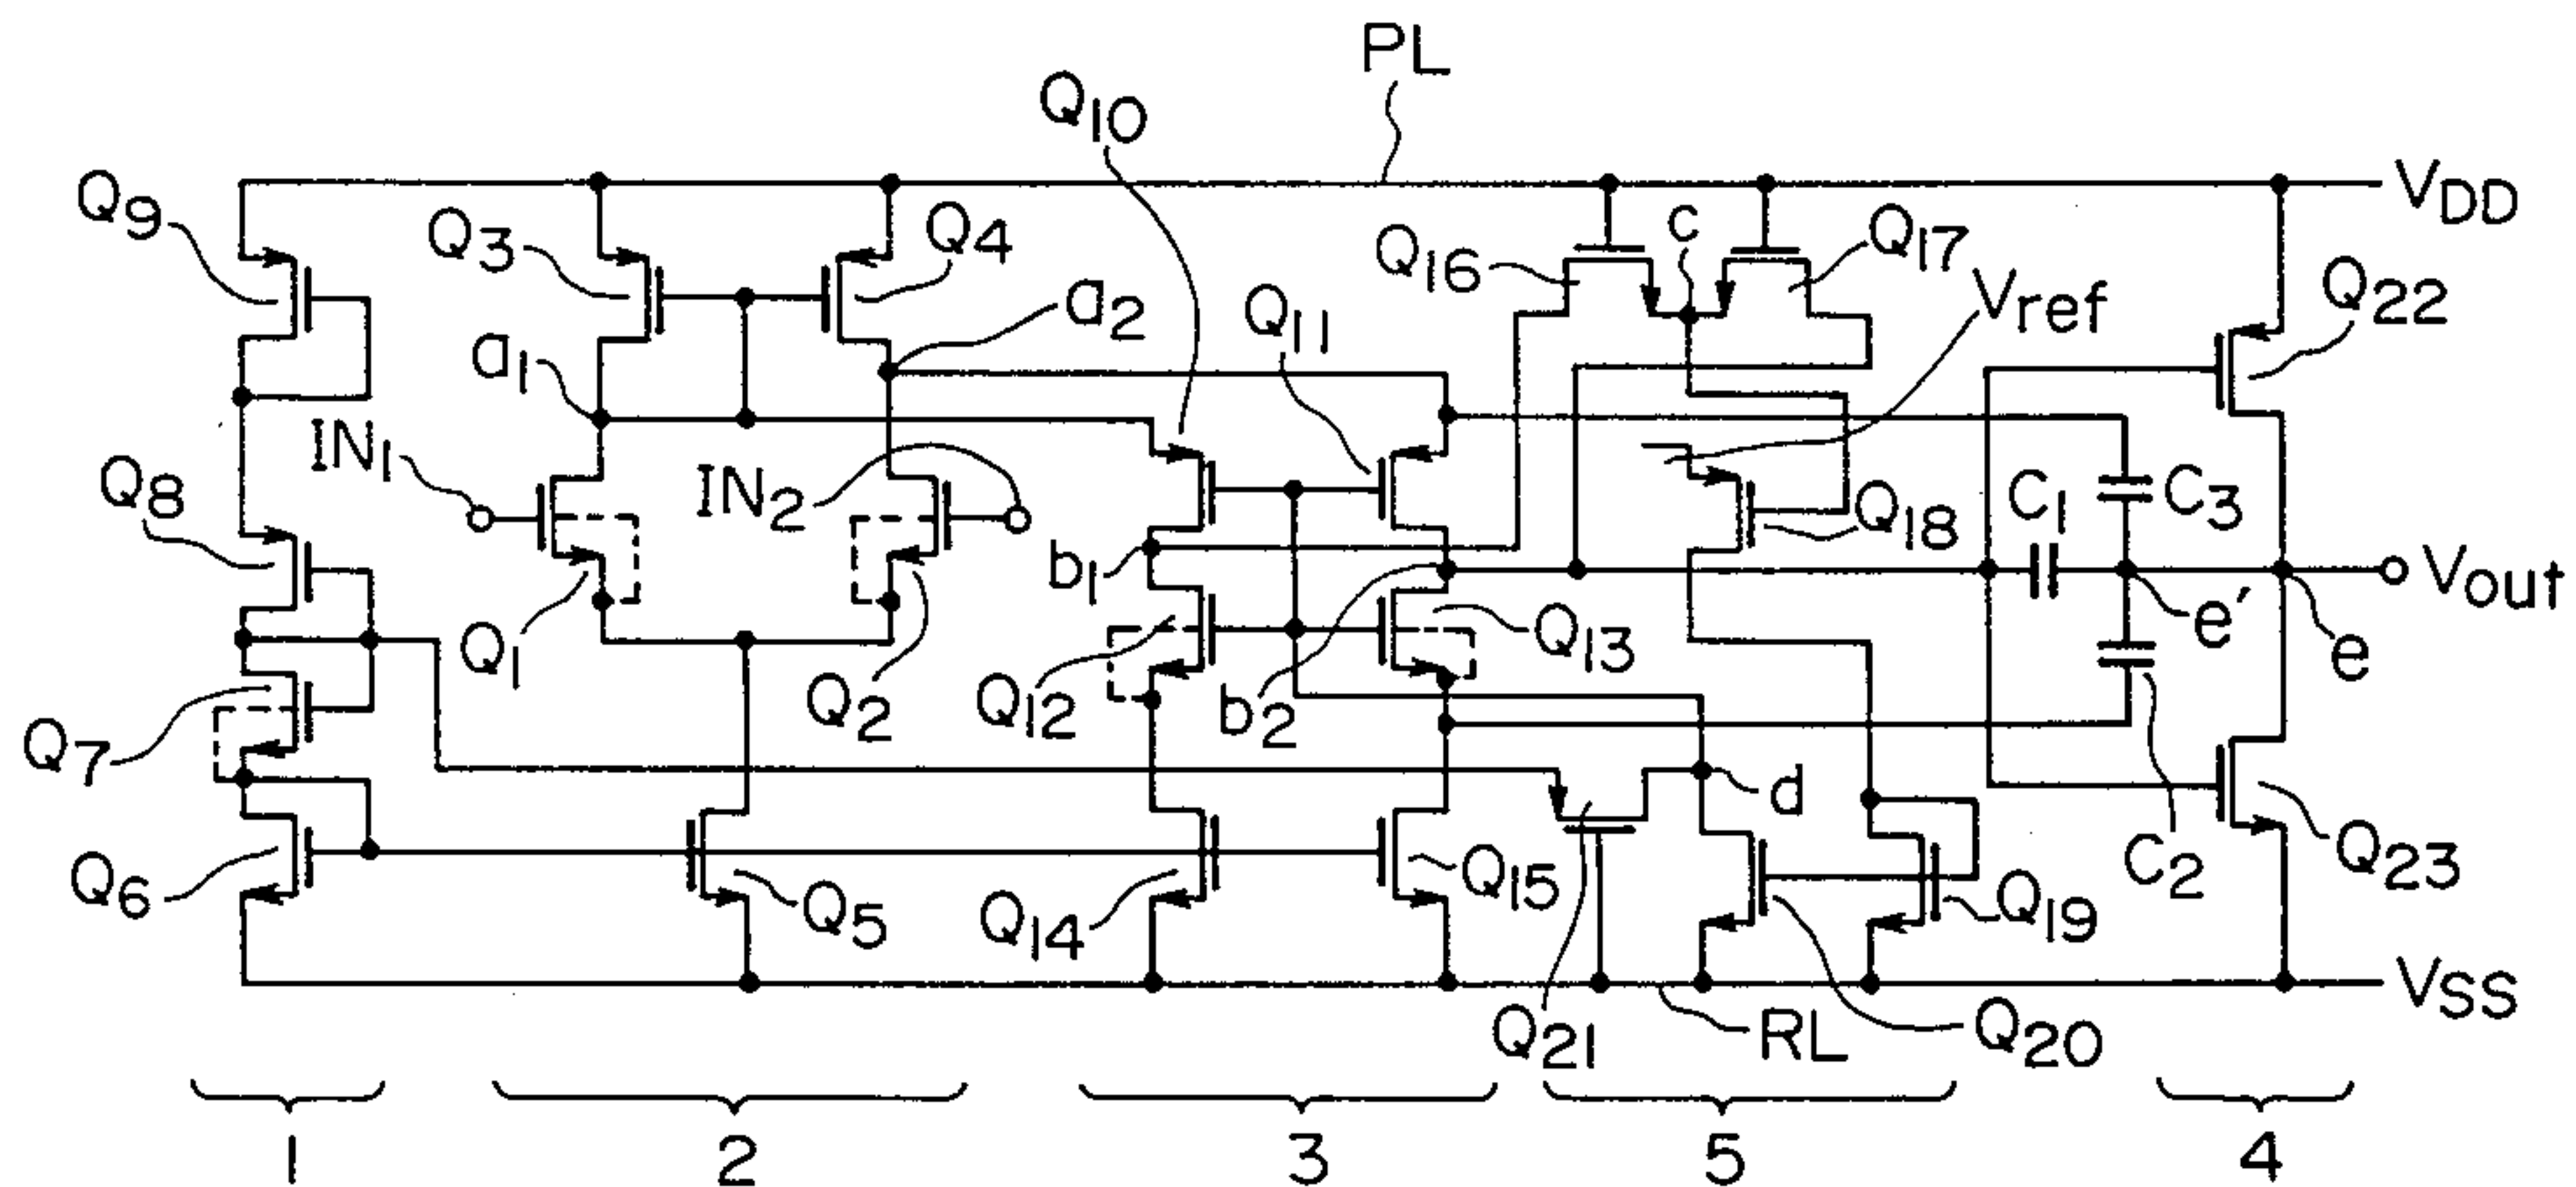 PL
Q10
VDD
Q9
Q3
Q4
Q16
c
Q17
Vref
Q22
a1
a2
Q11
IN1
IN2
Q8
Q18
C1
C3
b1
Vout
e'
e
Q1
Q2
Q12
b2
Q13
Q7
d
Q6
Q5
Q14
Q15
C2
Q23
Q19
VSS
Q21
RL
Q20
1
2
3
5
4